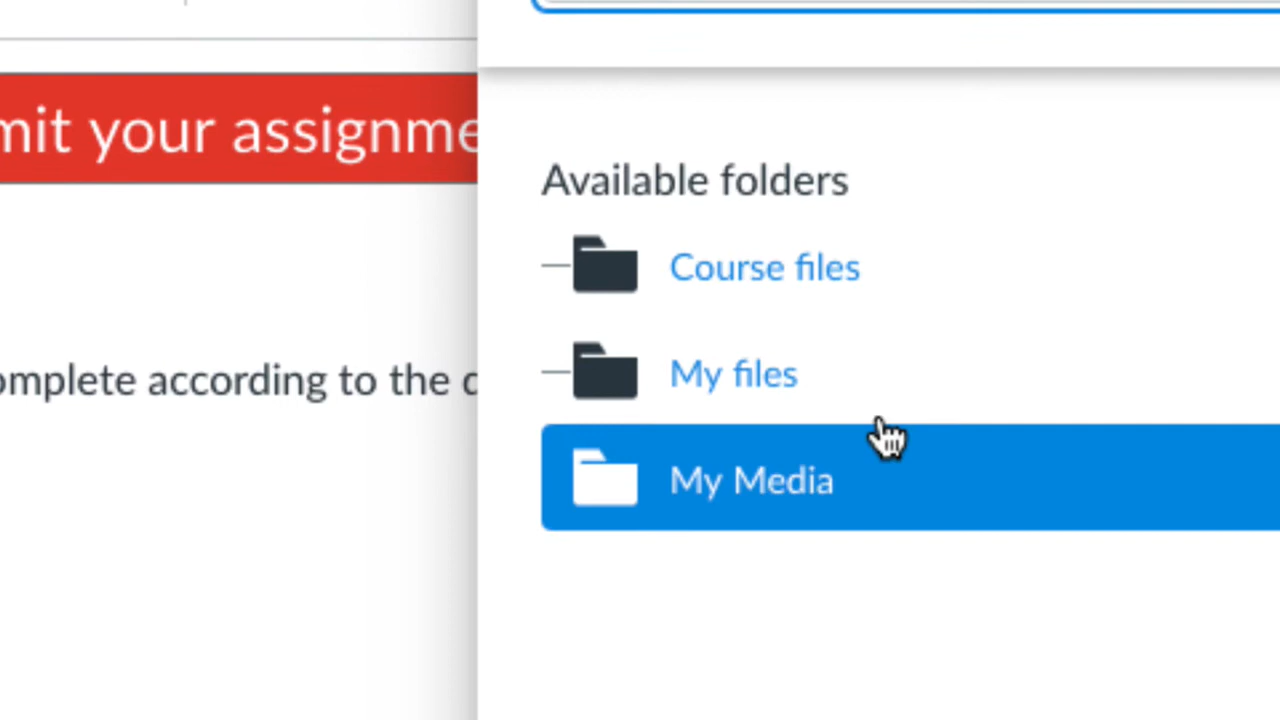 mit your assignme
omplete according to the
Available folders
Course files
My files
My Media